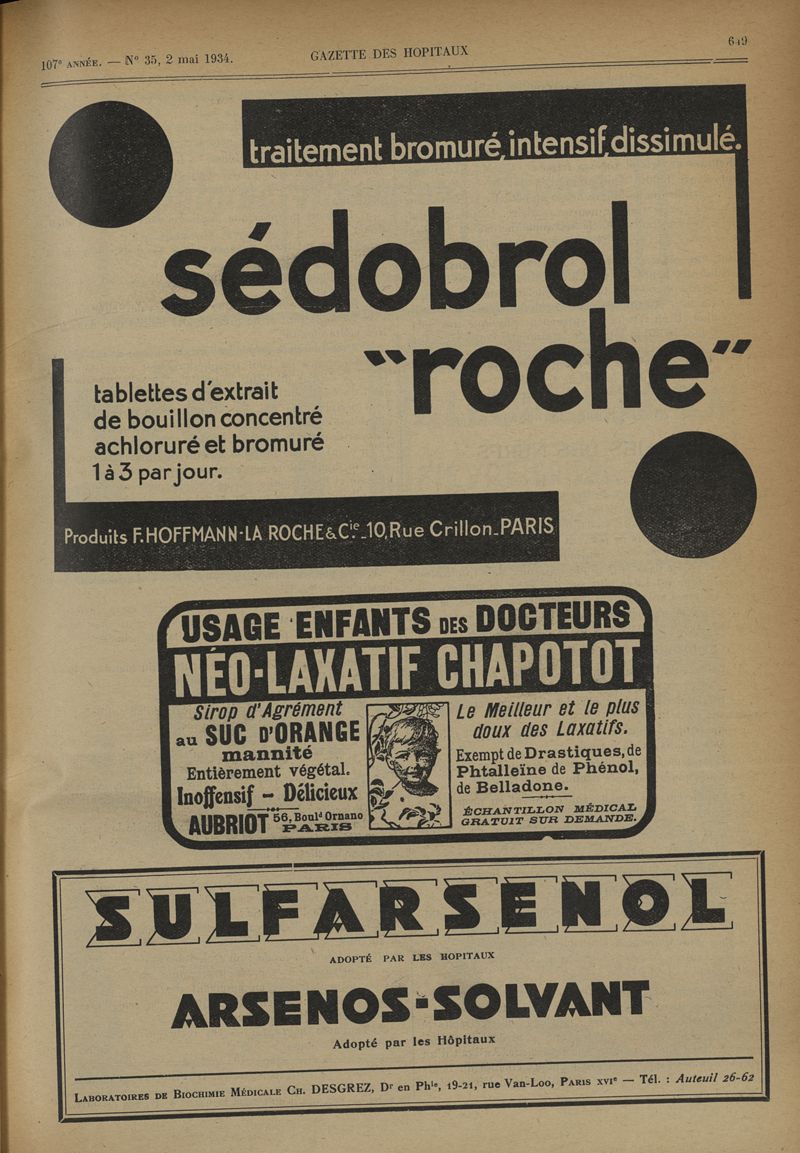 107e ANNÉE. — No 35, 2 mai 1934.
GAZETTE DES HOPITAUX
649
traitement bromuré, intensif, dissimulé.
sédobrol
"roche"
tablettes d'extrait
de bouillon concentré
achloruré et bromuré
1 à 3 par jour.
Produits F. HOFFMANN-LA ROCHE & Cie._10, Rue Crillon_PARIS
USAGE ENFANTS DES DOCTEURS
NÉO-LAXATIF CHAPOTOT
Sirop d'Agrément
au SUC D'ORANGE
mannité
Entièrement végétal.
Inoffensif - Délicieux
AUBRIOT 56, Bould Ornano
PARIS
Le Meilleur et le plus
doux des Laxatifs.
Exempt de Drastiques, de
Phtalleïne de Phénol,
de Belladone.
ÉCHANTILLON MÉDICAL
GRATUIT SUR DEMANDE.
SULFARSENOL
ADOPTÉ PAR LES HOPITAUX
ARSENOS-SOLVANT
Adopté par les Hôpitaux
LABORATOIRES DE BIOCHIMIE MÉDICALE CH. DESGREZ, Dr en Phie, 19-21, rue Van-Loo, PARIS XVIe — Tél. : Auteuil 26-62